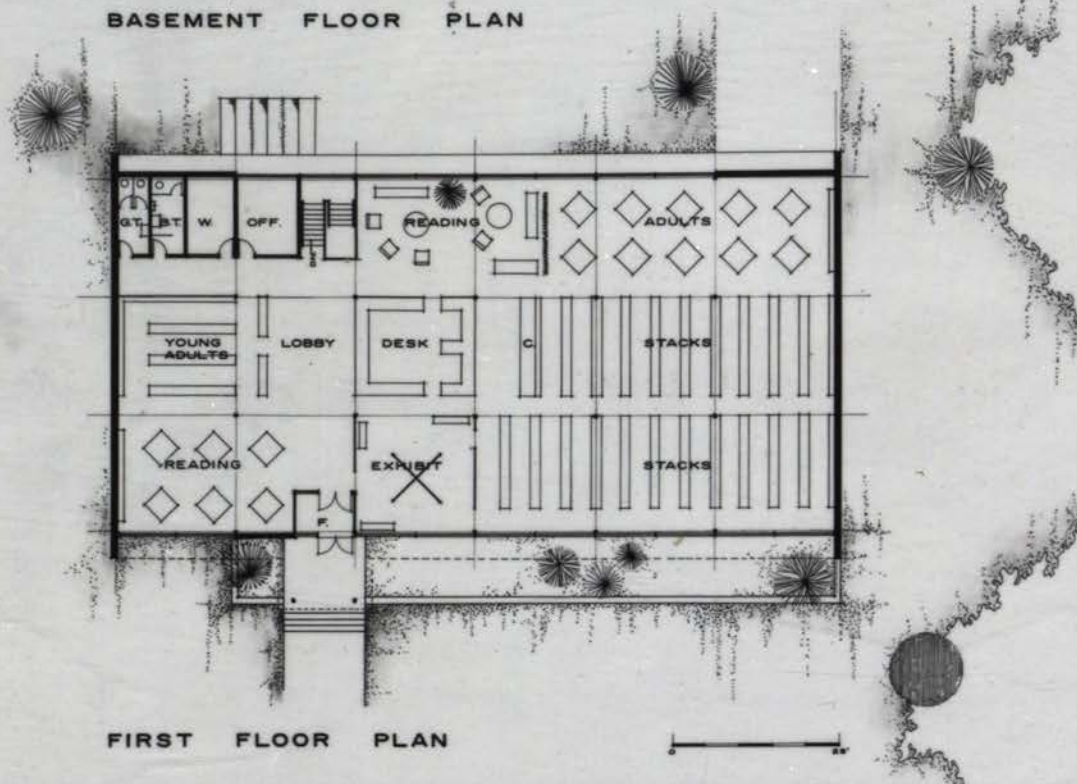 BASEMENT FLOOR PLAN
G.T. B.T. W. OFF. READING ADULTS
DN
YOUNG
ADULTS
LOBBY DESK C. STACKS
READING EXHIBIT STACKS
F.
FIRST FLOOR PLAN
0 25'